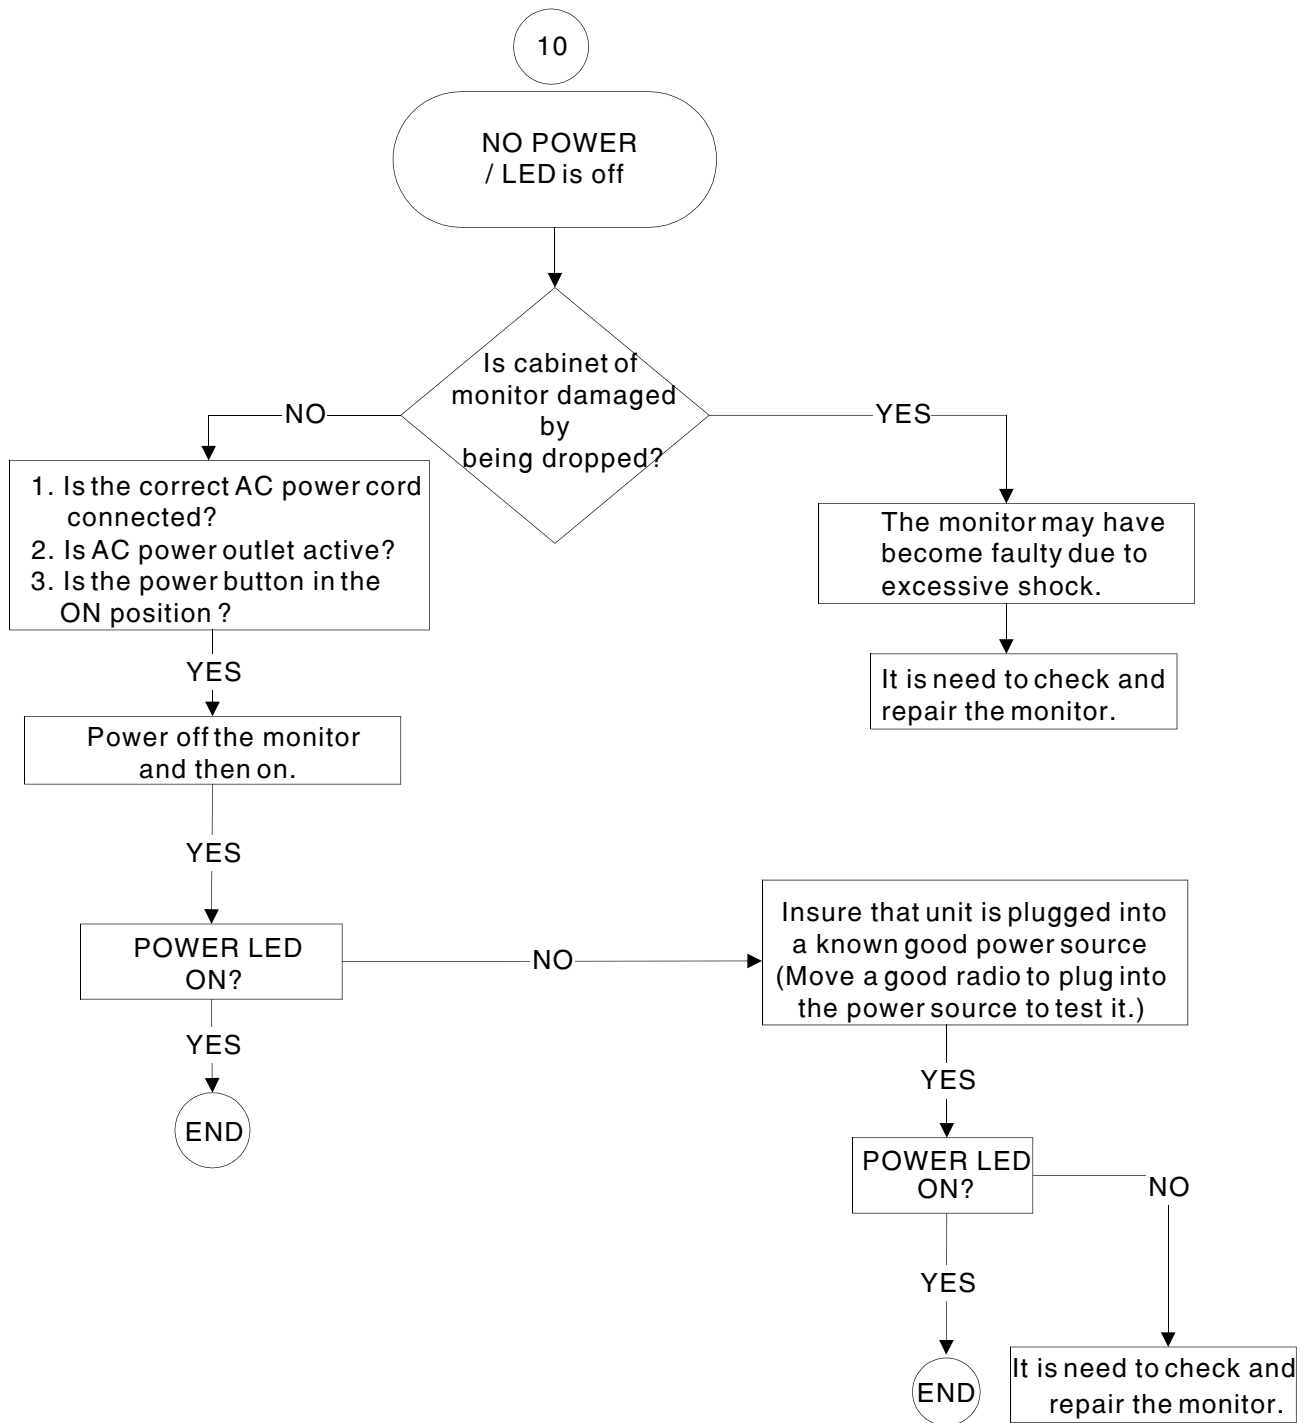 10
NO POWER
/ LED is off
Is cabinet of
monitor damaged
by
being dropped?
NO
YES
1. Is the correct AC power cord
connected?
2. Is AC power outlet active?
3. Is the power button in the
ON position ?
The monitor may have
become faulty due to
excessive shock.
YES
It is need to check and
repair the monitor.
Power off the monitor
and then on.
YES
POWER LED
ON?
NO
Insure that unit is plugged into
a known good power source
(Move a good radio to plug into
the power source to test it.)
YES
END
YES
POWER LED
ON?
NO
YES
END
It is need to check and
repair the monitor.